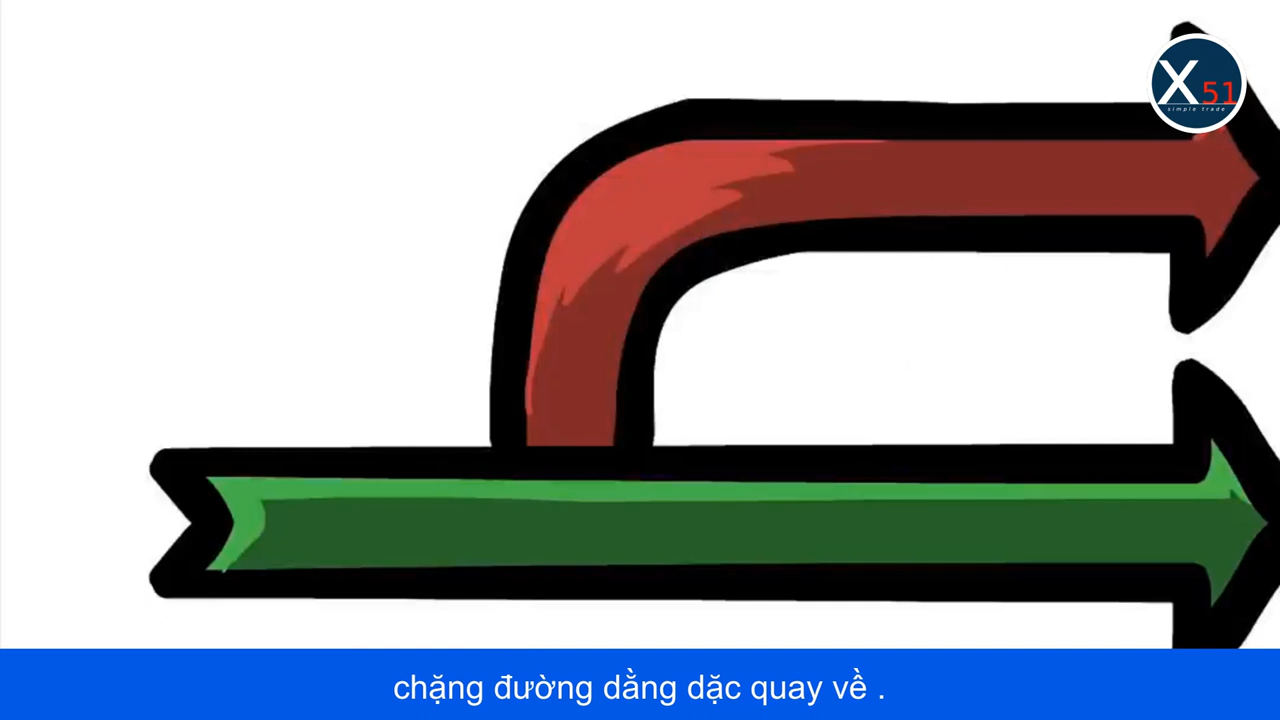 X51
simple trade
chặng đường dằng dặc quay về .